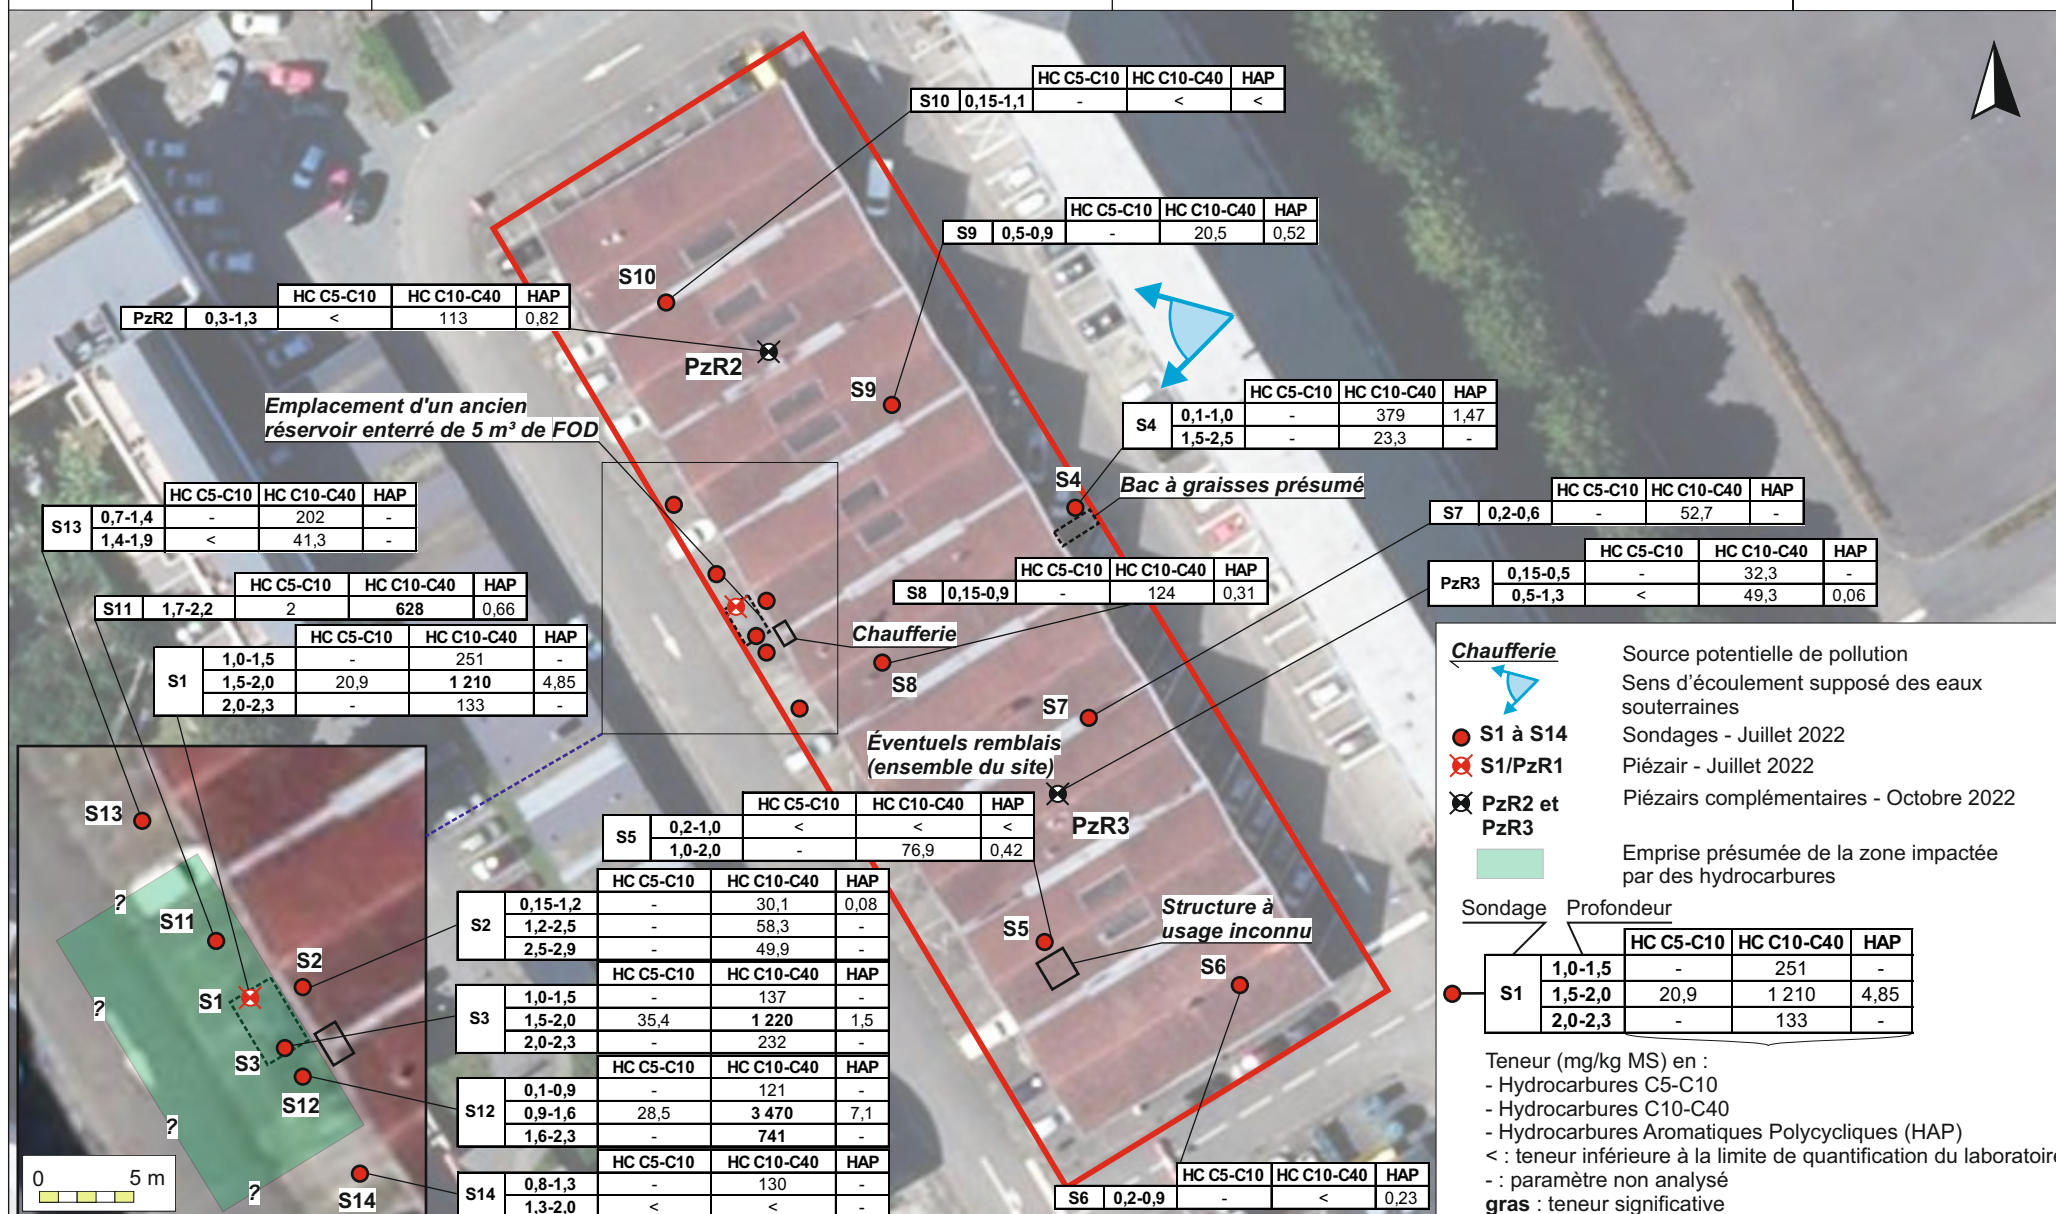 HC C5-C10 HC C10-C40 HAP
S10 0,15-1,1 - < <
HC C5-C10 HC C10-C40 HAP
S9 0,5-0,9 - 20,5 0,52
S10
HC C5-C10 HC C10-C40 HAP
PzR2 0,3-1,3 < 113 0,82
PzR2
S9
HC C5-C10 HC C10-C40 HAP
S4 0,1-1,0 - 379 1,47
1,5-2,5 - 23,3 -
Emplacement d'un ancien
réservoir enterré de 5 m³ de FOD
S4
Bac à graisses présumé
HC C5-C10 HC C10-C40 HAP
S7 0,2-0,6 - 52,7 -
HC C5-C10 HC C10-C40 HAP
S13 0,7-1,4 - 202 -
1,4-1,9 < 41,3 -
HC C5-C10 HC C10-C40 HAP
PzR3 0,15-0,5 - 32,3 -
0,5-1,3 < 49,3 0,06
HC C5-C10 HC C10-C40 HAP
S8 0,15-0,9 - 124 0,31
HC C5-C10 HC C10-C40 HAP
S11 1,7-2,2 2 628 0,66
Chaufferie
S8
HC C5-C10 HC C10-C40 HAP
S1 1,0-1,5 - 251 -
1,5-2,0 20,9 1 210 4,85
2,0-2,3 - 133 -
S7
Éventuels remblais
(ensemble du site)
PzR3
HC C5-C10 HC C10-C40 HAP
S5 0,2-1,0 < < <
1,0-2,0 - 76,9 0,42
HC C5-C10 HC C10-C40 HAP
S2 0,15-1,2 - 30,1 0,08
1,2-2,5 - 58,3 -
2,5-2,9 - 49,9 -
HC C5-C10 HC C10-C40 HAP
S3 1,0-1,5 - 137 -
1,5-2,0 35,4 1 220 1,5
2,0-2,3 - 232 -
HC C5-C10 HC C10-C40 HAP
S12 0,1-0,9 - 121 -
0,9-1,6 28,5 3 470 7,1
1,6-2,3 - 741 -
HC C5-C10 HC C10-C40 HAP
S14 0,8-1,3 - 130 -
1,3-2,0 < < -
S5
Structure à
usage inconnu
S6
HC C5-C10 HC C10-C40 HAP
S6 0,2-0,9 - < 0,23
S13
?
S11
S2
S1
?
S3
S12
?
?
S14
0 5 m
Chaufferie Source potentielle de pollution
Sens d'écoulement supposé des eaux
souterraines
S1 à S14 Sondages - Juillet 2022
S1/PzR1 Piézair - Juillet 2022
PzR2 et Piézairs complémentaires - Octobre 2022
PzR3
Emprise présumée de la zone impactée
par des hydrocarbures
Sondage Profondeur
HC C5-C10 HC C10-C40 HAP
S1 1,0-1,5 - 251 -
1,5-2,0 20,9 1 210 4,85
2,0-2,3 - 133 -
Teneur (mg/kg MS) en :
- Hydrocarbures C5-C10
- Hydrocarbures C10-C40
- Hydrocarbures Aromatiques Polycycliques (HAP)
< : teneur inférieure à la limite de quantification du laboratoire
- : paramètre non analysé
gras : teneur significative